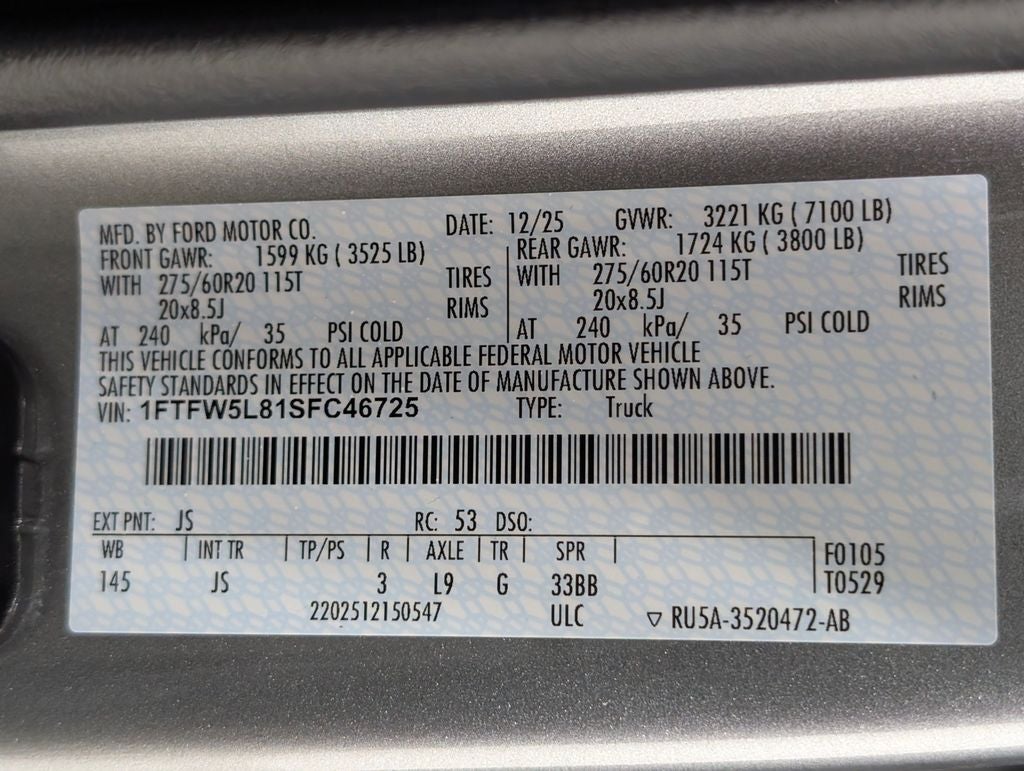 MFD. BY FORD MOTOR CO. DATE: 12/25 GVWR: 3221 KG ( 7100 LB)
FRONT GAWR: 1599 KG ( 3525 LB) REAR GAWR: 1724 KG ( 3800 LB)
WITH 275/60R20 115T TIRES WITH 275/60R20 115T TIRES
20x8.5J RIMS 20x8.5J RIMS
AT 240 kPa/ 35 PSI COLD AT 240 kPa/ 35 PSI COLD
THIS VEHICLE CONFORMS TO ALL APPLICABLE FEDERAL MOTOR VEHICLE
SAFETY STANDARDS IN EFFECT ON THE DATE OF MANUFACTURE SHOWN ABOVE.
VIN: 1FTFW5L81SFC46725 TYPE: Truck
EXT PNT: JS RC: 53 DSO:
WB INT TR TP/PS R AXLE TR SPR F0105
145 JS 3 L9 G 33BB T0529
2202512150547 ULC ▽ RU5A-3520472-AB